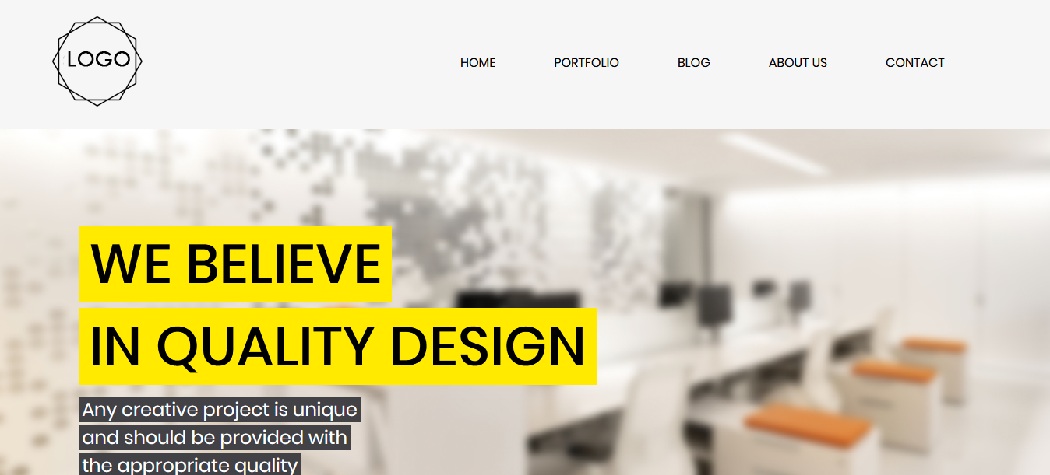 LOGO
HOME PORTFOLIO BLOG ABOUT US CONTACT
WE BELIEVE
IN QUALITY DESIGN
Any creative project is unique
and should be provided with
the appropriate quality